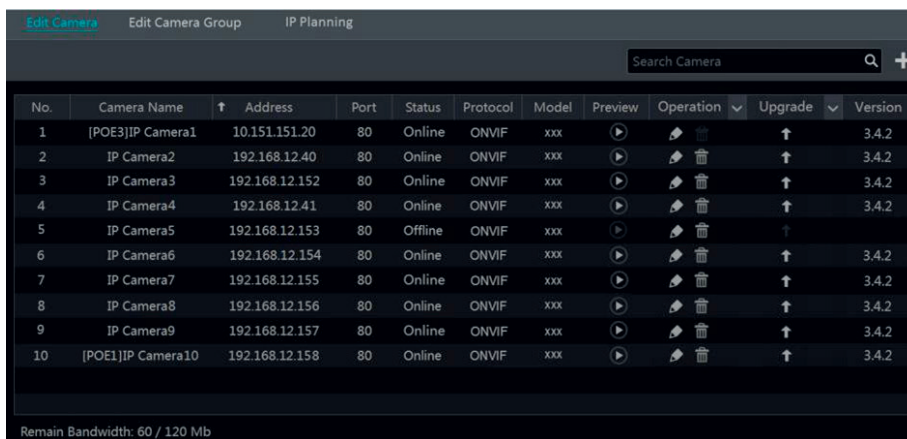 Edit Camera Edit Camera Group IP Planning
Search Camera
No. Camera Name Address Port Status Protocol Model Preview Operation Upgrade Version
1 [POE3]IP Camera1 10.151.151.20 80 Online ONVIF xxx 3.4.2
2 IP Camera2 192.168.12.40 80 Online ONVIF xxx 3.4.2
3 IP Camera3 192.168.12.152 80 Online ONVIF xxx 3.4.2
4 IP Camera4 192.168.12.41 80 Online ONVIF xxx 3.4.2
5 IP Camera5 192.168.12.153 80 Offline ONVIF xxx
6 IP Camera6 192.168.12.154 80 Online ONVIF xxx 3.4.2
7 IP Camera7 192.168.12.155 80 Online ONVIF xxx 3.4.2
8 IP Camera8 192.168.12.156 80 Online ONVIF xxx 3.4.2
9 IP Camera9 192.168.12.157 80 Online ONVIF xxx 3.4.2
10 [POE1]IP Camera10 192.168.12.158 80 Online ONVIF xxx 3.4.2
Remain Bandwidth: 60 / 120 Mb